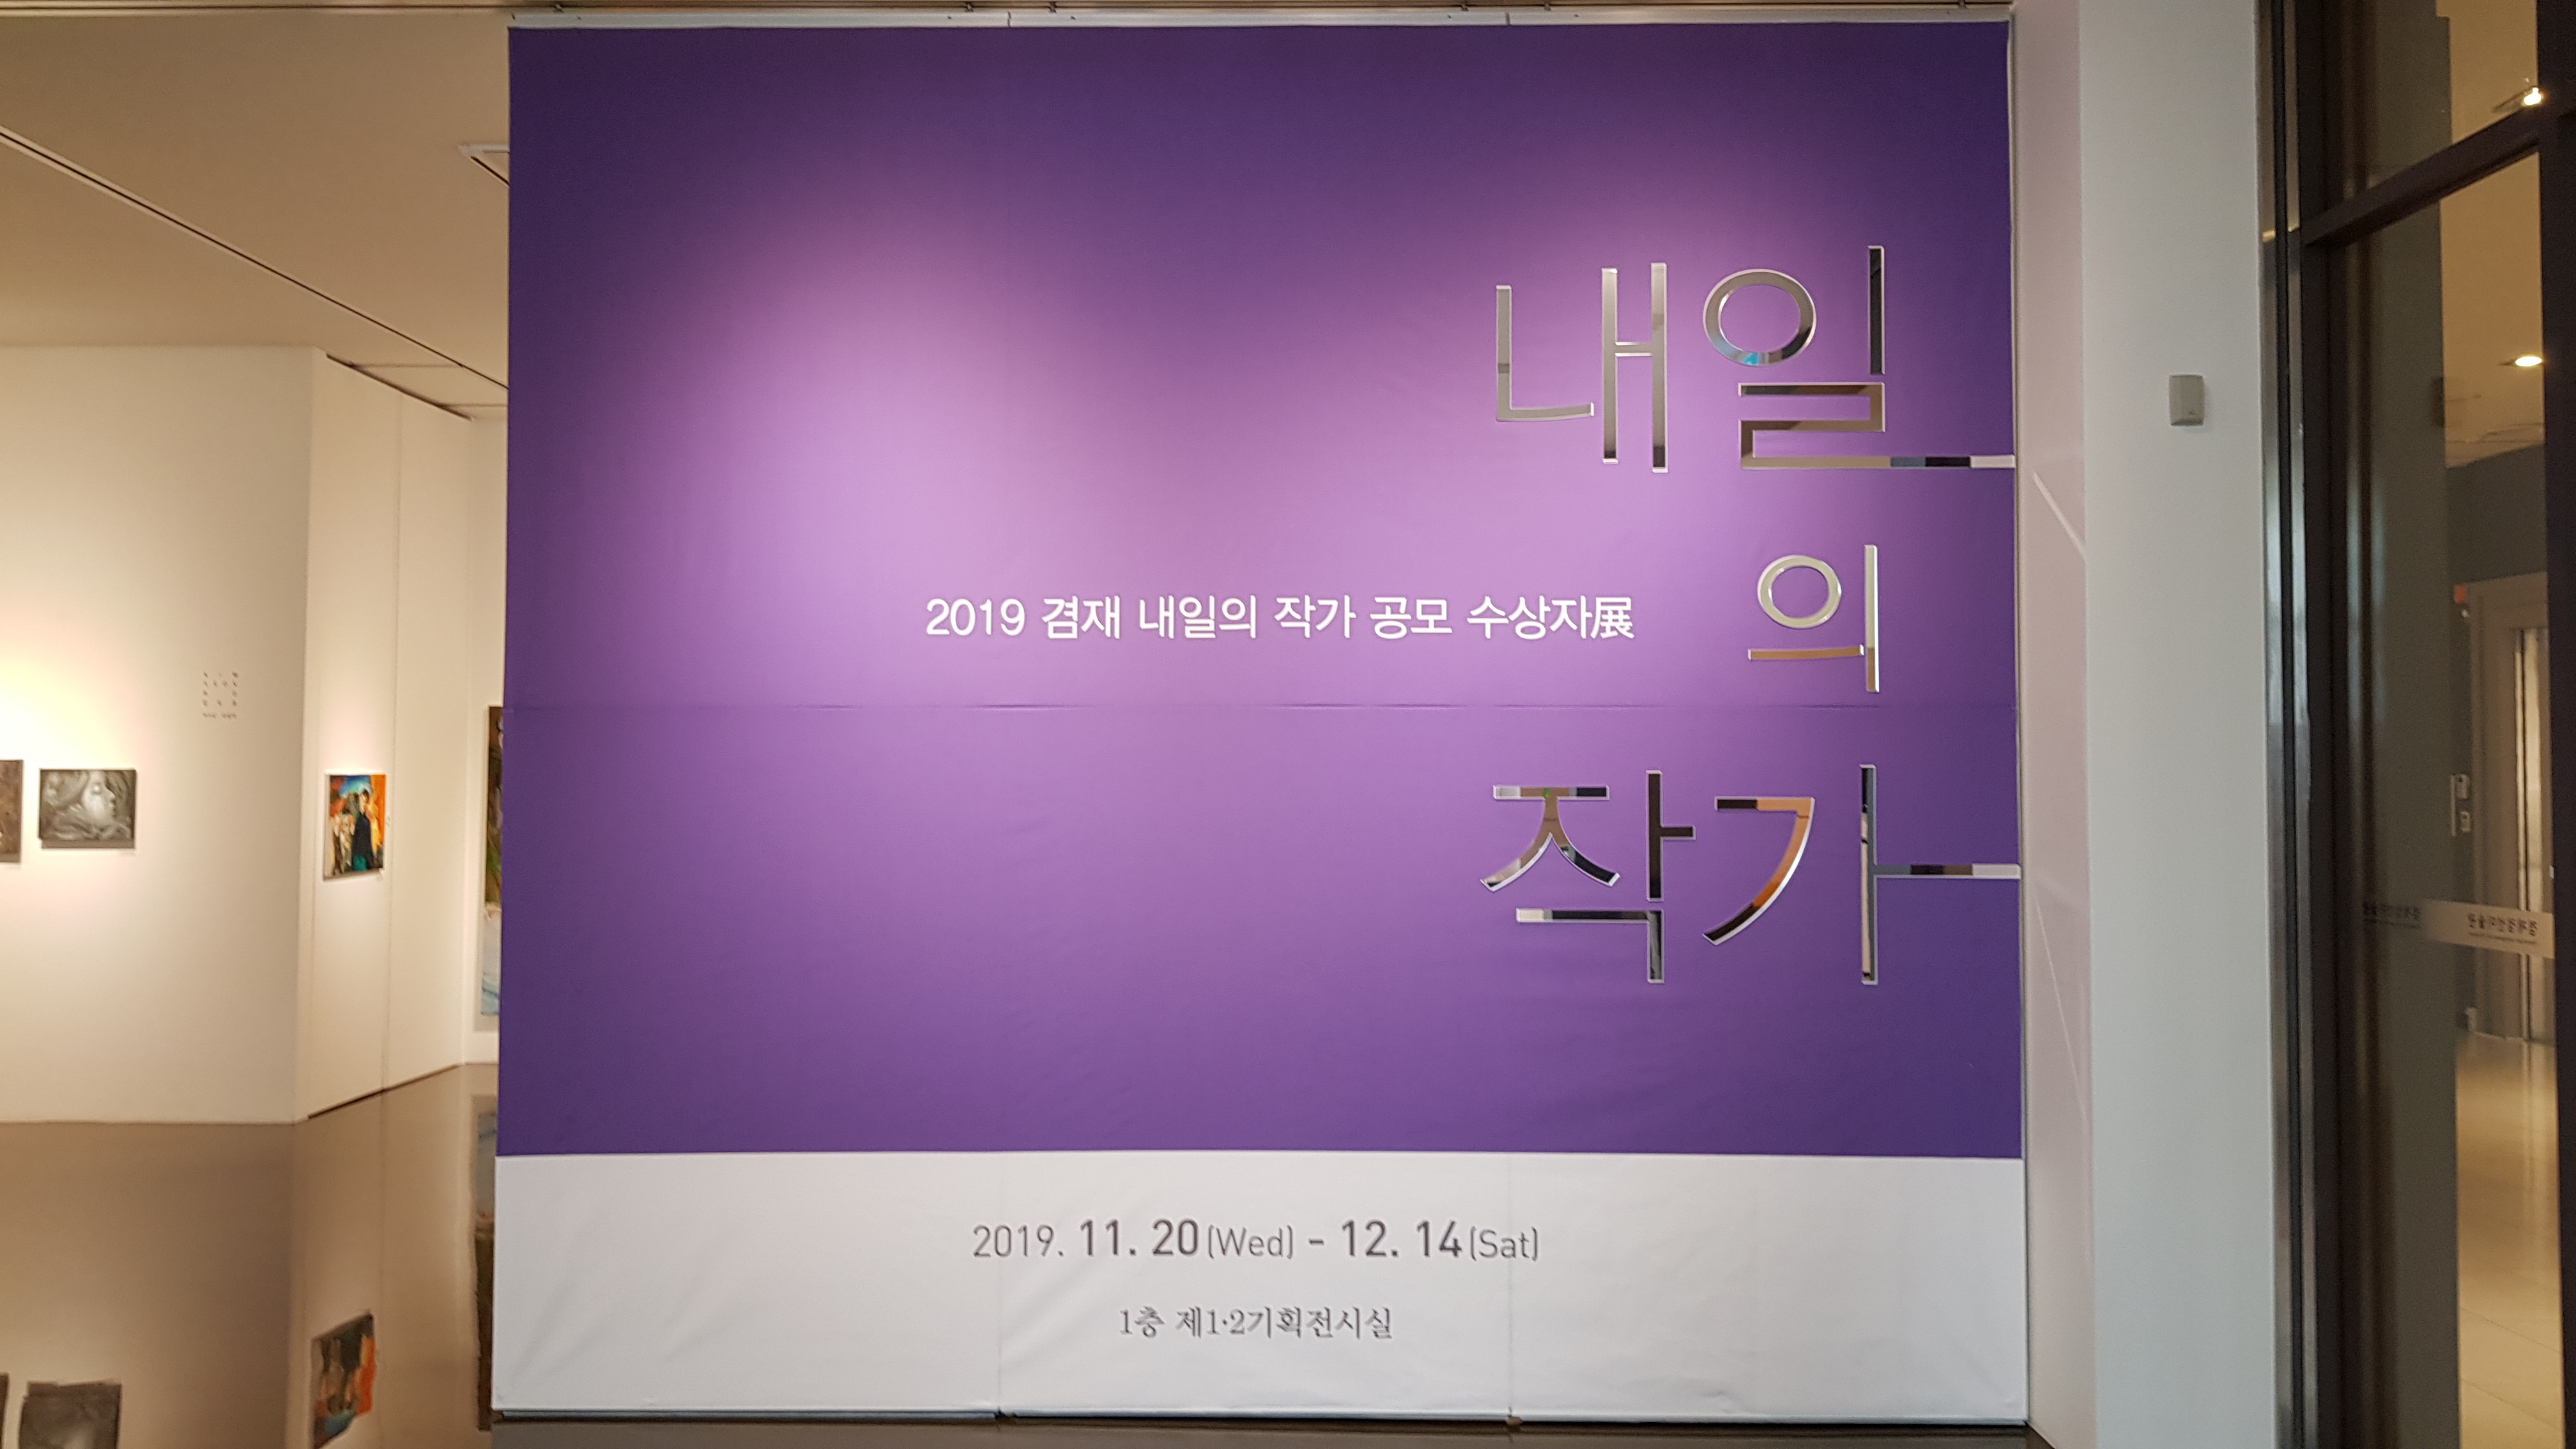 내일
의
2019 겸재 내일의 작가 공모 수상자展
작가
2019. 11. 20(Wed) - 12. 14(Sat)
1층 제1·2기획전시실